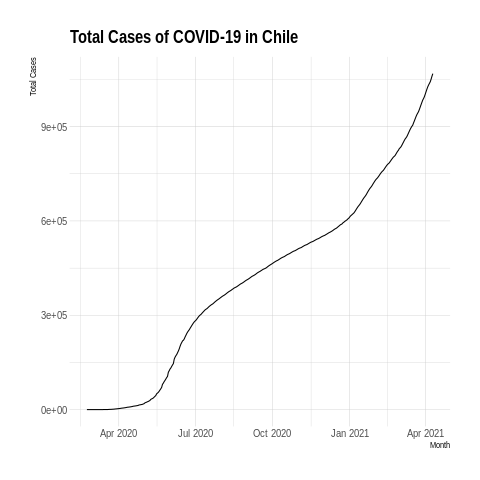 Total Cases of COVID-19 in Chile
Total Cases
9e+05
6e+05
3e+05
0e+00
Apr 2020 Jul 2020 Oct 2020 Jan 2021 Apr 2021
Month